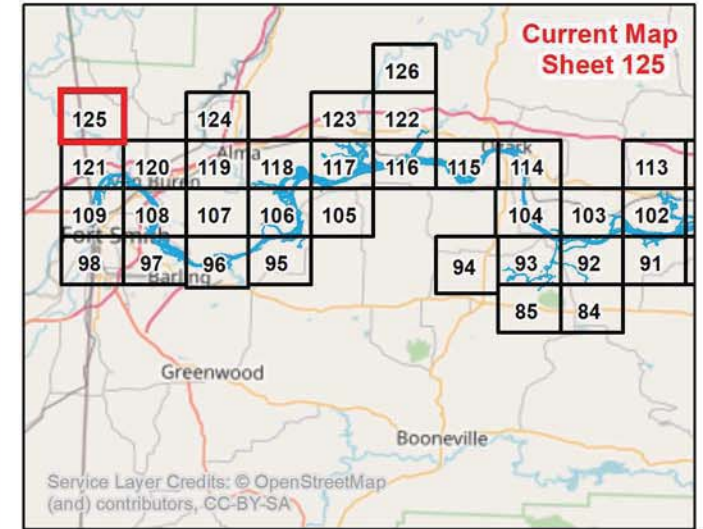 Current Map
Sheet 125
126
125 124 123 122
Alma
Clark
121 120 119 118 117 116 115 114 113
Van Buren
109 108 107 106 105 104 103 102
Fort Smith
98 97 96 95 94 93 92 91
Barling
85 84
Greenwood
Booneville
Service Layer Credits: © OpenStreetMap
(and) contributors, CC-BY-SA